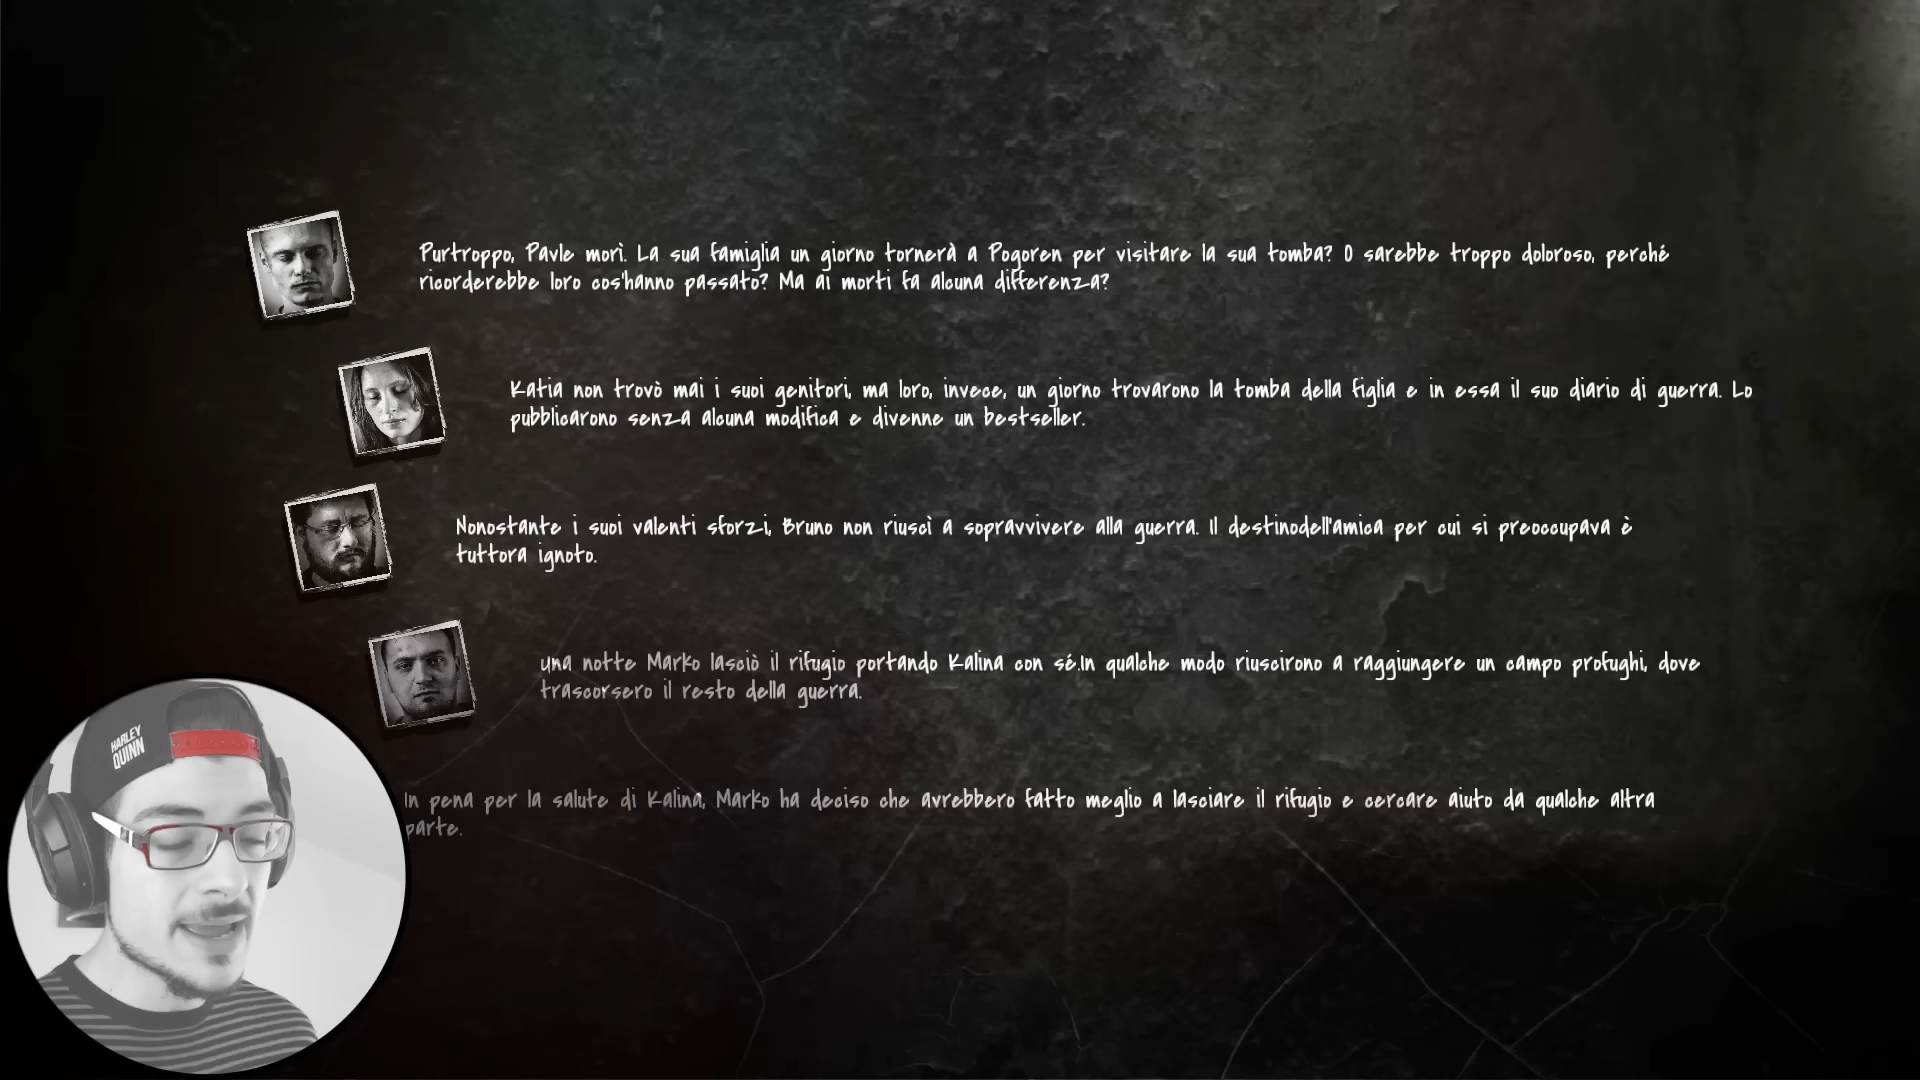 Purtroppo, Pavle morì. La sua famiglia un giorno tornerà a Pogoren per visitare la sua tomba? O sarebbe troppo doloroso, perché
ricorderebbe loro cos'hanno passato? Ma ai morti fa alcuna differenza?
Katia non trovò mai i suoi genitori, ma loro, invece, un giorno trovarono la tomba della figlia e in essa il suo diario di guerra. Lo
pubblicarono senza alcuna modifica e divenne un bestseller.
Nonostante i suoi valenti sforzi, Bruno non riuscì a sopravvivere alla guerra. Il destinodell'amica per cui si preoccupava è
tuttora ignoto.
Una notte Marko lasciò il rifugio portando Kalina con sé.In qualche modo riuscirono a raggiungere un campo profughi, dove
trascorsero il resto della guerra.
In pena per la salute di Kalina, Marko ha deciso che avrebbero fatto meglio a lasciare il rifugio e cercare aiuto da qualche altra
parte.
HARLEY
QUINN